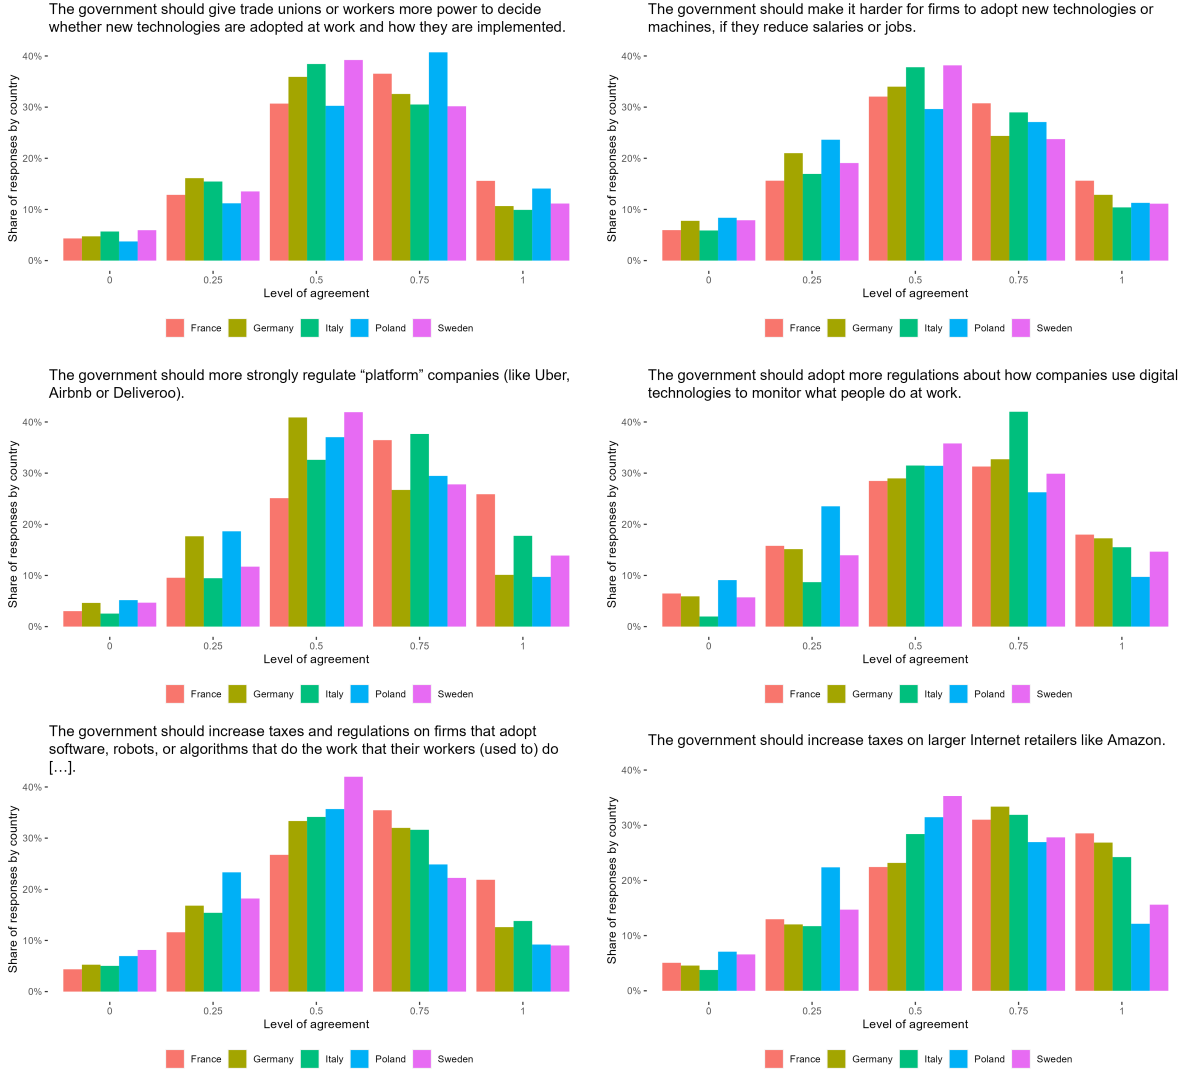 The government should give trade unions or workers more power to decide
whether new technologies are adopted at work and how they are implemented.
Share of responses by country
40%
30%
20%
10%
0%
0 0.25 0.5 0.75 1
Level of agreement
France Germany Italy Poland Sweden
The government should make it harder for firms to adopt new technologies or
machines, if they reduce salaries or jobs.
Share of responses by country
40%
30%
20%
10%
0%
0 0.25 0.5 0.75 1
Level of agreement
France Germany Italy Poland Sweden
The government should more strongly regulate “platform” companies (like Uber,
Airbnb or Deliveroo).
Share of responses by country
40%
30%
20%
10%
0%
0 0.25 0.5 0.75 1
Level of agreement
France Germany Italy Poland Sweden
The government should adopt more regulations about how companies use digital
technologies to monitor what people do at work.
Share of responses by country
40%
30%
20%
10%
0%
0 0.25 0.5 0.75 1
Level of agreement
France Germany Italy Poland Sweden
The government should increase taxes and regulations on firms that adopt
software, robots, or algorithms that do the work that their workers (used to) do
[…].
Share of responses by country
40%
30%
20%
10%
0%
0 0.25 0.5 0.75 1
Level of agreement
France Germany Italy Poland Sweden
The government should increase taxes on larger Internet retailers like Amazon.
Share of responses by country
40%
30%
20%
10%
0%
0 0.25 0.5 0.75 1
Level of agreement
France Germany Italy Poland Sweden